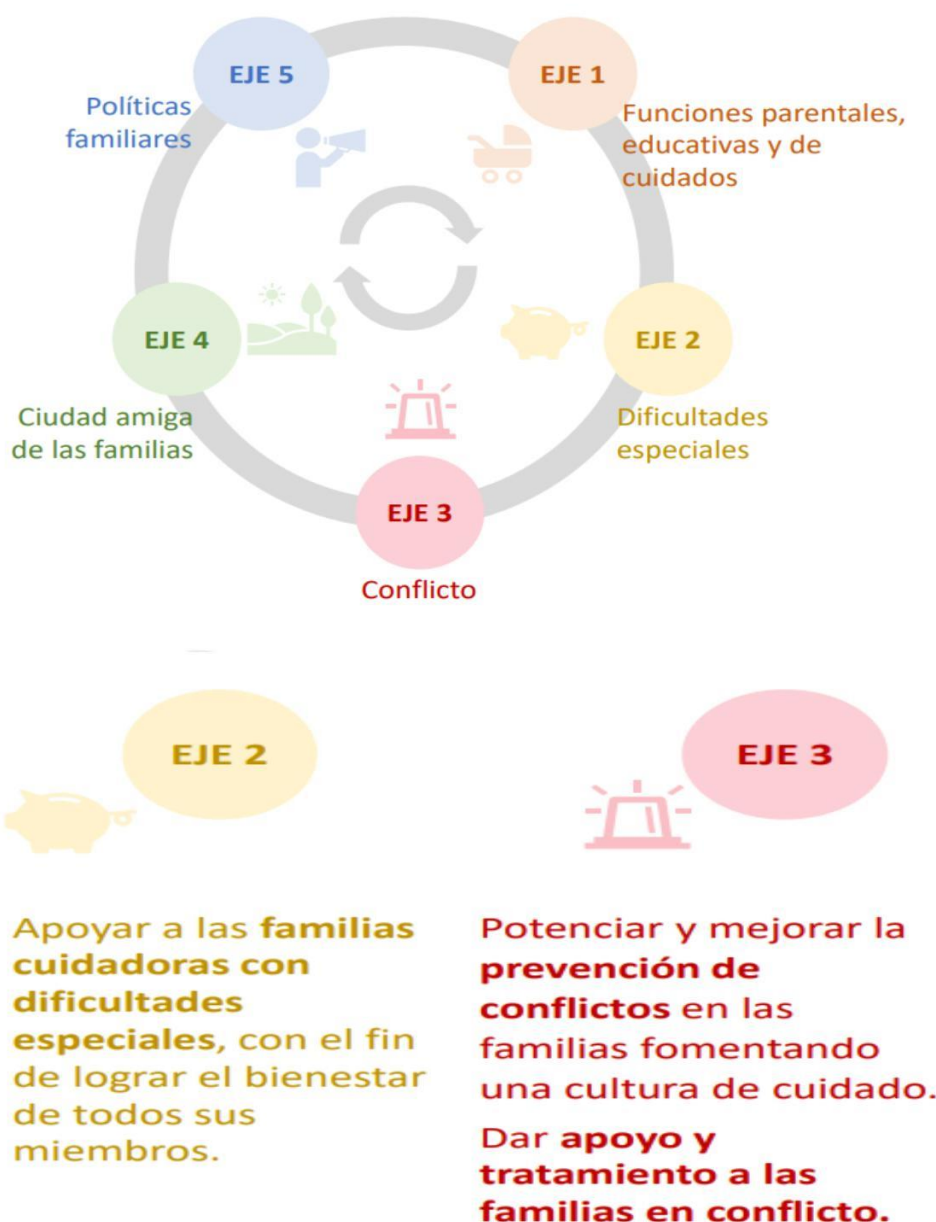 EJE 5
EJE 1
Políticas
familiares
Funciones parentales,
educativas y de
cuidados
EJE 4
EJE 2
Ciudad amiga
de las familias
Dificultades
especiales
EJE 3
Conflicto
EJE 2
Apoyar a las familias
cuidadoras con
dificultades
especiales, con el fin
de lograr el bienestar
de todos sus
miembros.
EJE 3
Potenciar y mejorar la
prevención de
conflictos en las
familias fomentando
una cultura de cuidado.
Dar apoyo y
tratamiento a las
familias en conflicto.